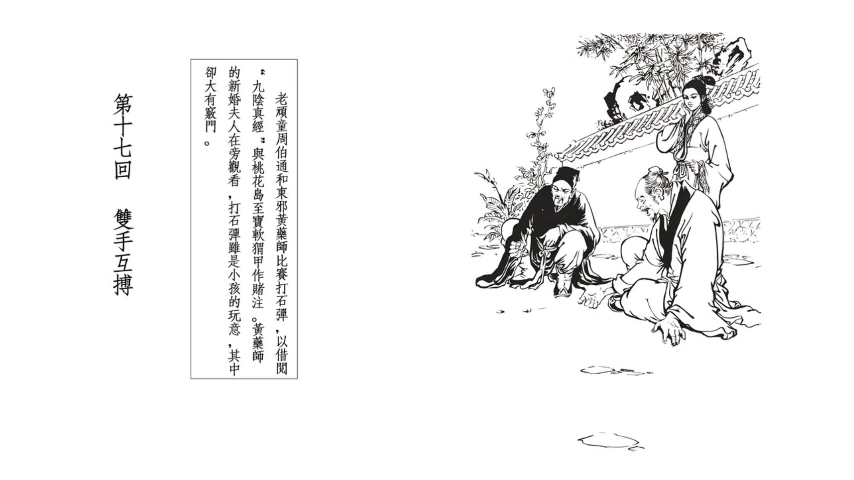 第十七回 雙手互搏
老頑童周伯通和東邪黃藥師比賽打石彈,以借閱
“九陰真經”與桃花島至寶軟猬甲作賭注。黃藥師
的新婚夫人在旁觀看,打石彈雖是小孩的玩意,其中
卻大有竅門。